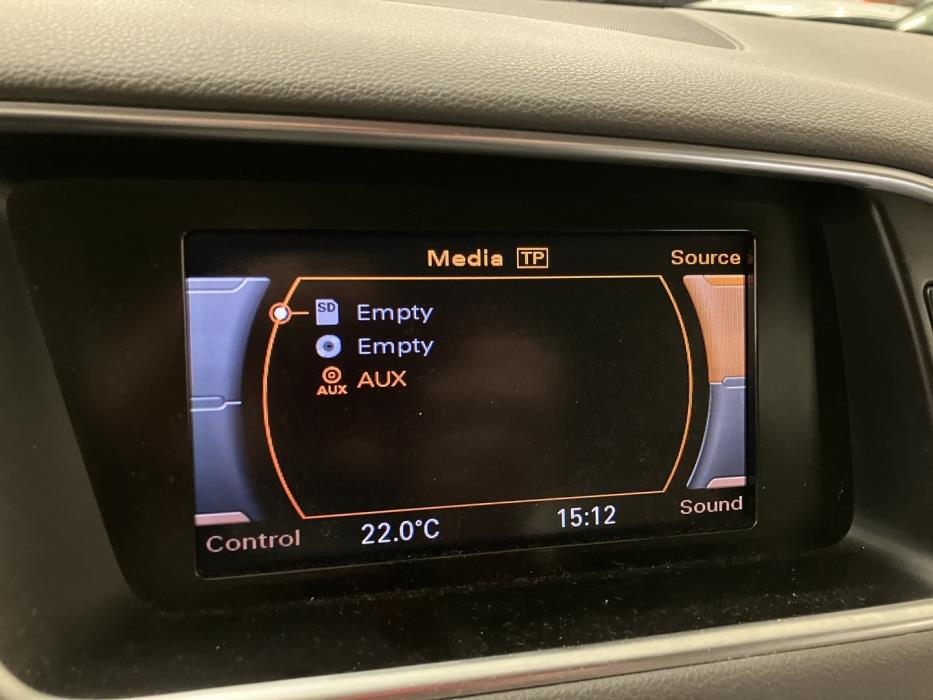 Media TP
Source
SD Empty
Empty
AUX AUX
Control
22.0°C
15:12
Sound